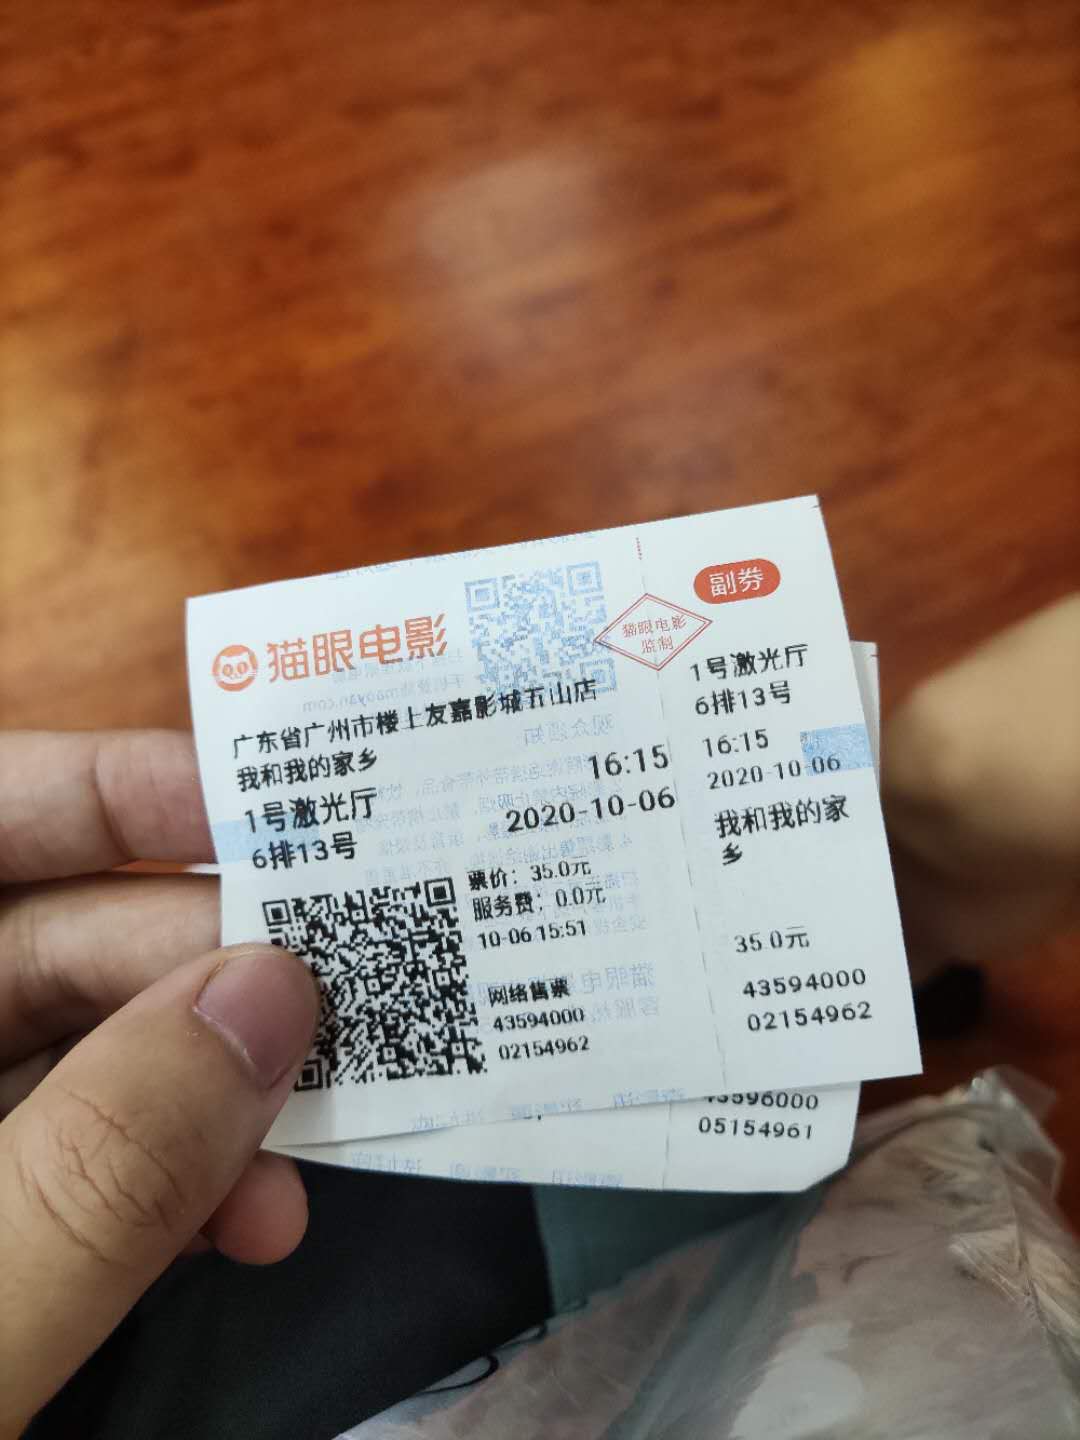 猫眼电影
广东省广州市楼上友嘉影城五山店
我和我的家乡
16:15
1号激光厅
2020-10-06
6排13号
票价：35.0元
服务费：0.0元
10-06 15:51
网络售票
43594000
02154962
猫眼电影
监制
副券
1号激光厅
6排13号
16:15
2020-10-06
我和我的家
乡
35.0元
43594000
02154962
43596000
05154961